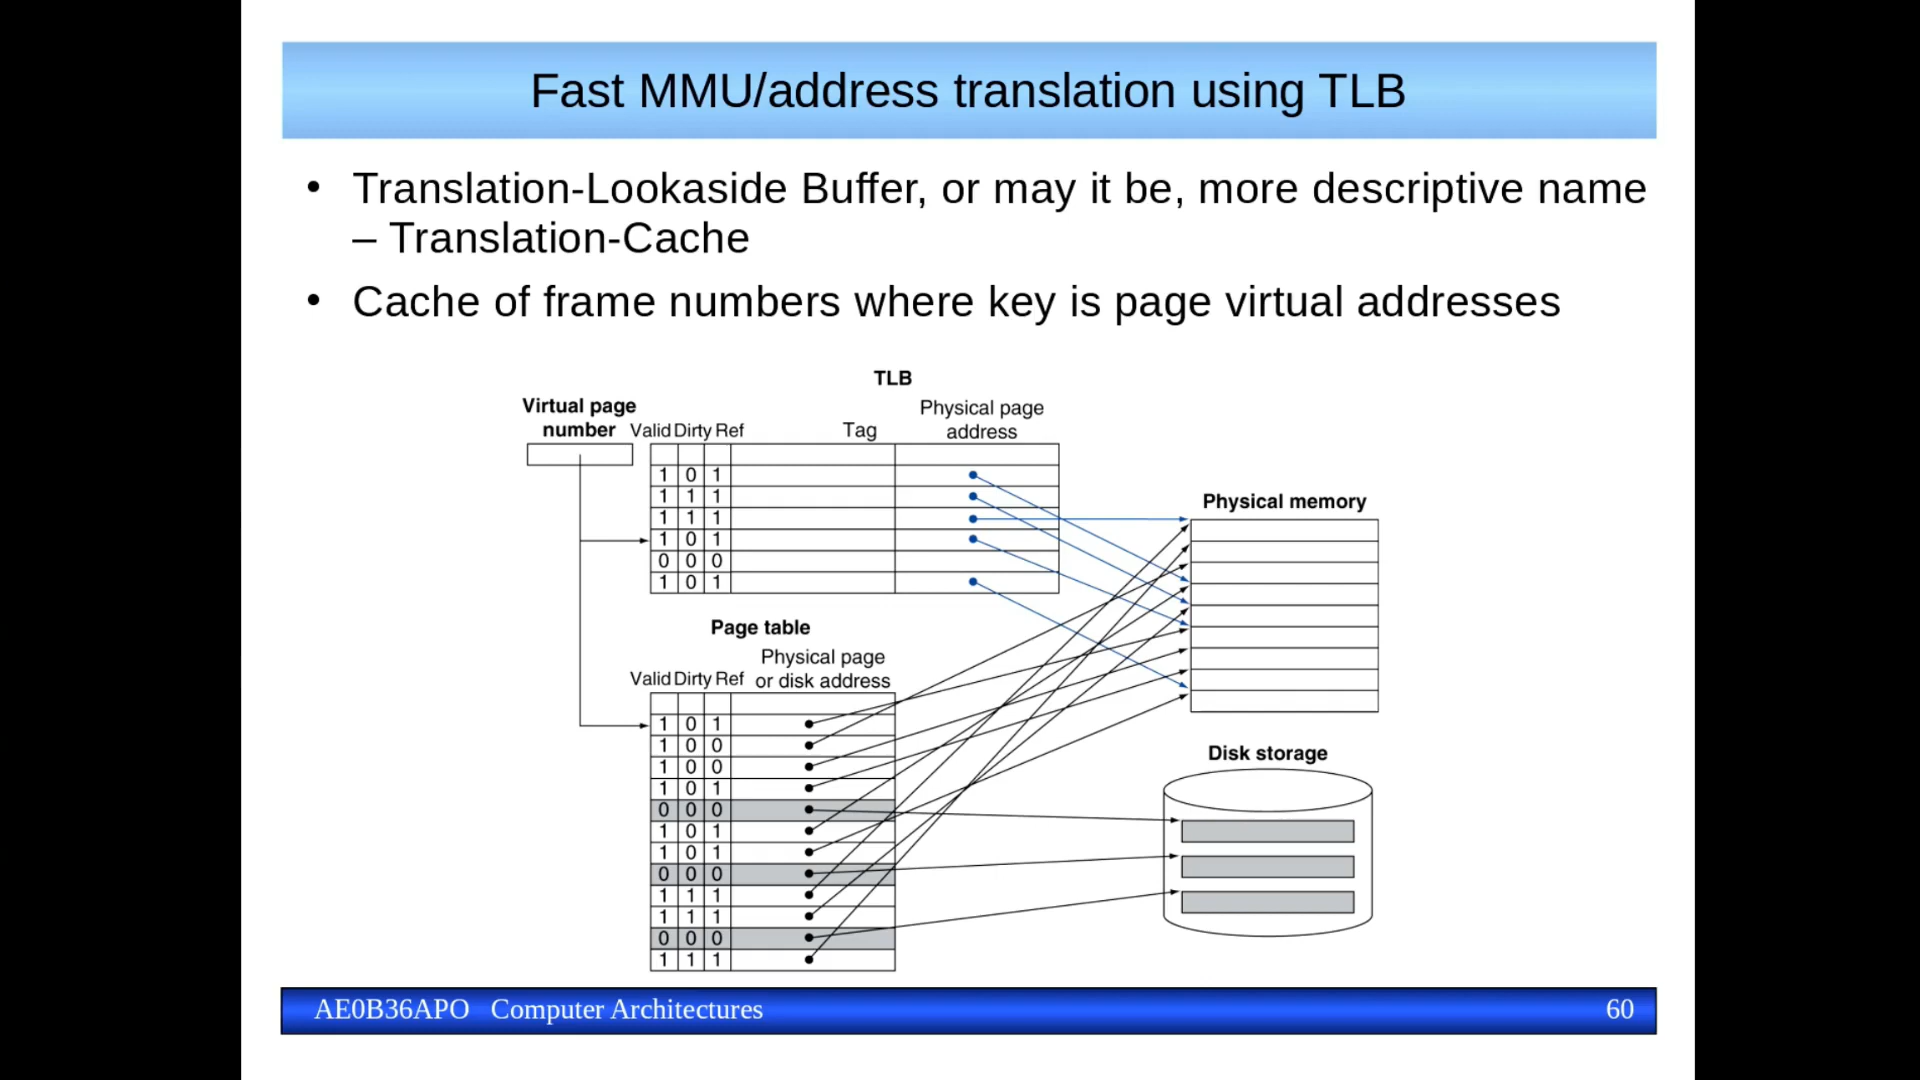 Fast MMU/address translation using TLB
• Translation-Lookaside Buffer, or may it be, more descriptive name
– Translation-Cache
• Cache of frame numbers where key is page virtual addresses
TLB
Virtual page
number
Valid Dirty Ref
Tag
Physical page
address
1 0 1
1 1 1
1 1 1
1 0 1
0 0 0
1 0 1
Physical memory
Page table
Physical page
or disk address
Valid Dirty Ref
1 0 1
1 0 0
1 0 0
1 0 1
0 0 0
1 0 1
1 0 1
0 0 0
1 1 1
1 1 1
0 0 0
1 1 1
Disk storage
AE0B36APO Computer Architectures
60